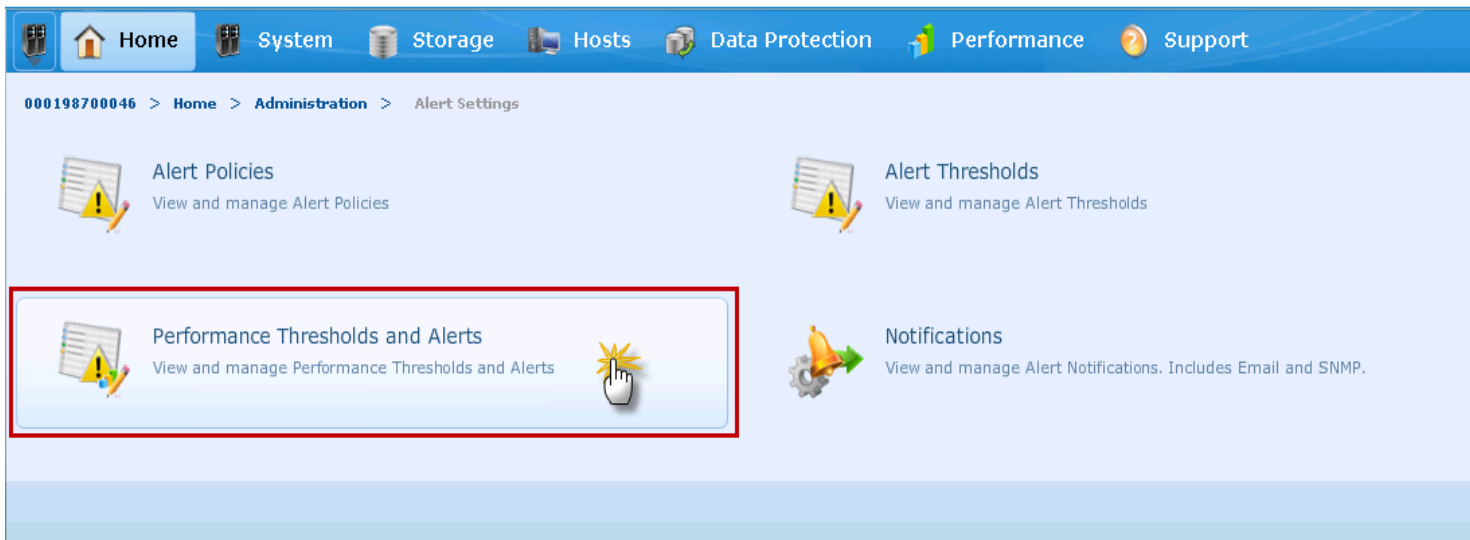 Home System Storage Hosts Data Protection Performance Support
000198700046 > Home > Administration > Alert Settings
Alert Policies
View and manage Alert Policies
Alert Thresholds
View and manage Alert Thresholds
Performance Thresholds and Alerts
View and manage Performance Thresholds and Alerts
Notifications
View and manage Alert Notifications. Includes Email and SNMP.